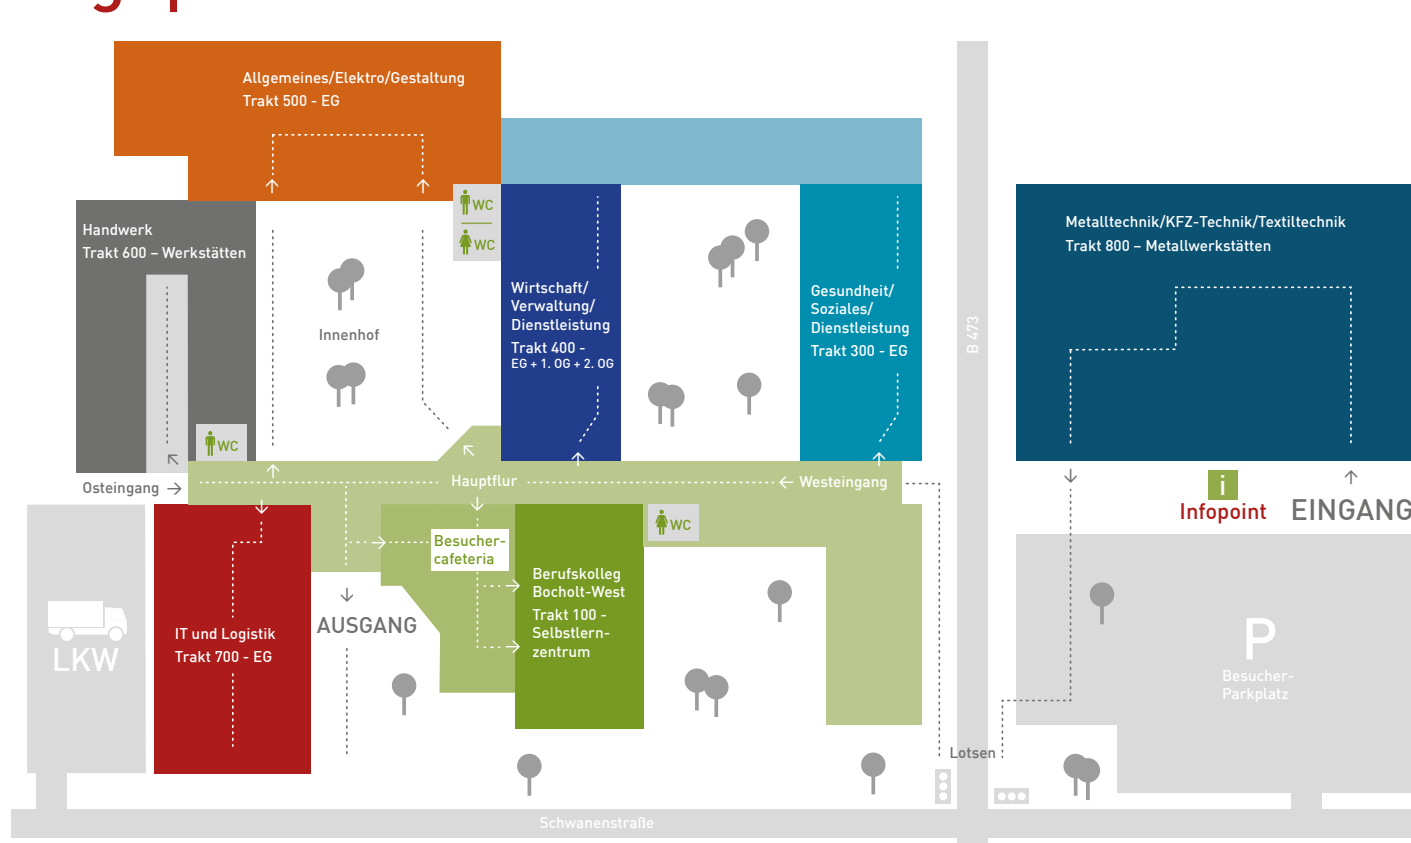 Allgemeines/Elektro/Gestaltung
Trakt 500 - EG
WC
WC
Handwerk
Trakt 600 – Werkstätten
Innenhof
Wirtschaft/
Verwaltung/
Dienstleistung
Trakt 400 -
EG + 1. OG + 2. OG
Gesundheit/
Soziales/
Dienstleistung
Trakt 300 - EG
B 473
Metalltechnik/KFZ-Technik/Textiltechnik
Trakt 800 – Metallwerkstätten
WC
Osteingang
Hauptflur
Westeingang
i
Infopoint
EINGANG
WC
Besucher-
cafeteria
Berufskolleg
Bocholt-West
Trakt 100 -
Selbstlern-
zentrum
AUSGANG
IT und Logistik
Trakt 700 - EG
LKW
P
Besucher-
Parkplatz
Lotsen
Schwanenstraße